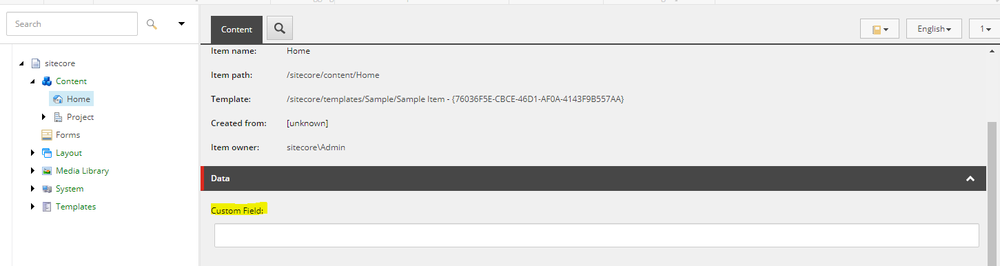 Search
sitecore
Content
Home
Project
Forms
Layout
Media Library
System
Templates
Content
English
1
Item name: Home
Item path: /sitecore/content/Home
Template: /sitecore/templates/Sample/Sample Item - {76036F5E-CBCE-46D1-AF0A-4143F9B557AA}
Created from: [unknown]
Item owner: sitecore\Admin
Data
Custom Field: